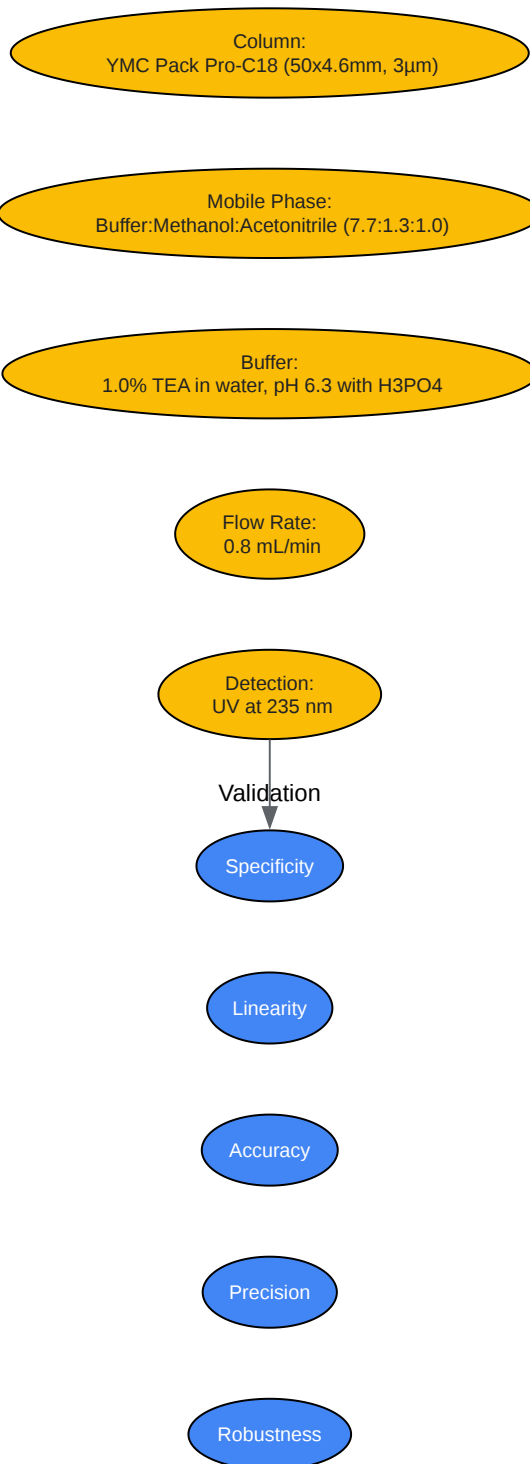 Column:
YMC Pack Pro-C18 (50x4.6mm, 3µm)
Mobile Phase:
Buffer:Methanol:Acetonitrile (7.7:1.3:1.0)
Buffer:
1.0% TEA in water, pH 6.3 with H3PO4
Flow Rate:
0.8 mL/min
Detection:
UV at 235 nm
Validation
Specificity
Linearity
Accuracy
Precision
Robustness